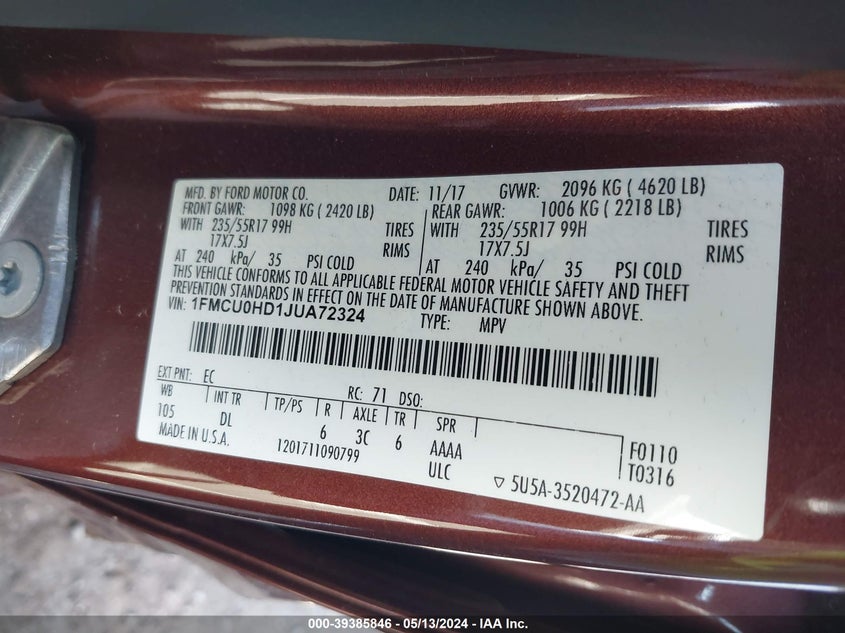 MFD. BY FORD MOTOR CO. DATE: 11/17 GVWR: 2096 KG ( 4620 LB)
FRONT GAWR: 1098 KG ( 2420 LB) REAR GAWR: 1006 KG ( 2218 LB)
WITH 235/55R17 99H TIRES WITH 235/55R17 99H TIRES
17X7.5J RIMS 17X7.5J RIMS
AT 240 kPa/ 35 PSI COLD AT 240 kPa/ 35 PSI COLD
THIS VEHICLE CONFORMS TO ALL APPLICABLE FEDERAL MOTOR VEHICLE SAFETY AND THEFT
PREVENTION STANDARDS IN EFFECT ON THE DATE OF MANUFACTURE SHOWN ABOVE.
VIN: 1FMCU0HD1JUA72324 TYPE: MPV
EXT PNT: EC RC: 71 DSO:
WB INT TR TP/PS R AXLE TR SPR
105 DL 6 3C 6 AAAA F0110
MADE IN U.S.A. 1201711090799 ULC T0316
▽ 5U5A-3520472-AA
000-39385846 - 05/13/2024 - IAA Inc.